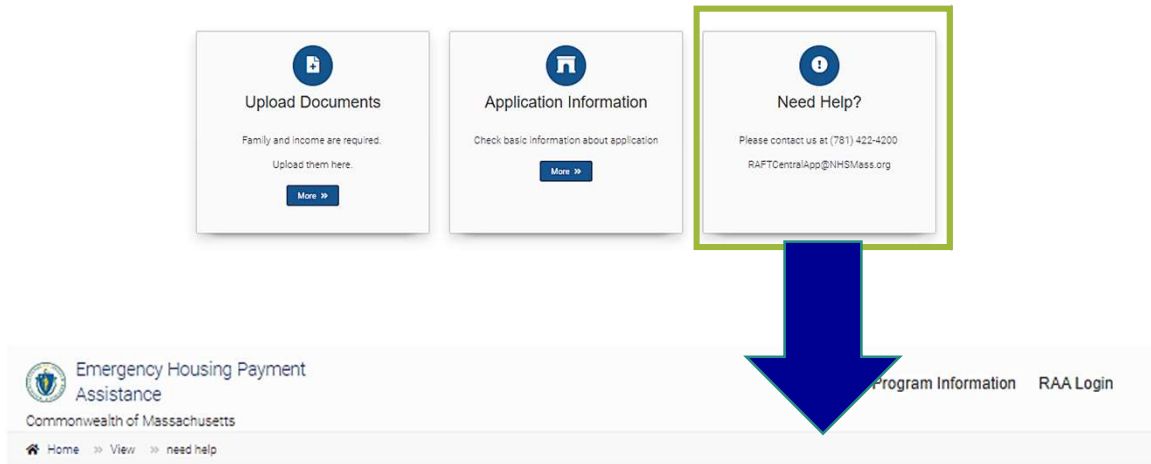 Upload Documents
Family and income are required.
Upload them here.
More »
Application Information
Check basic information about application
More »
Need Help?
Please contact us at (781) 422-4200
RAFTCentralApp@NHSMass.org
Emergency Housing Payment
Assistance
Commonwealth of Massachusetts
Program Information RAA Login
Home » View » need help